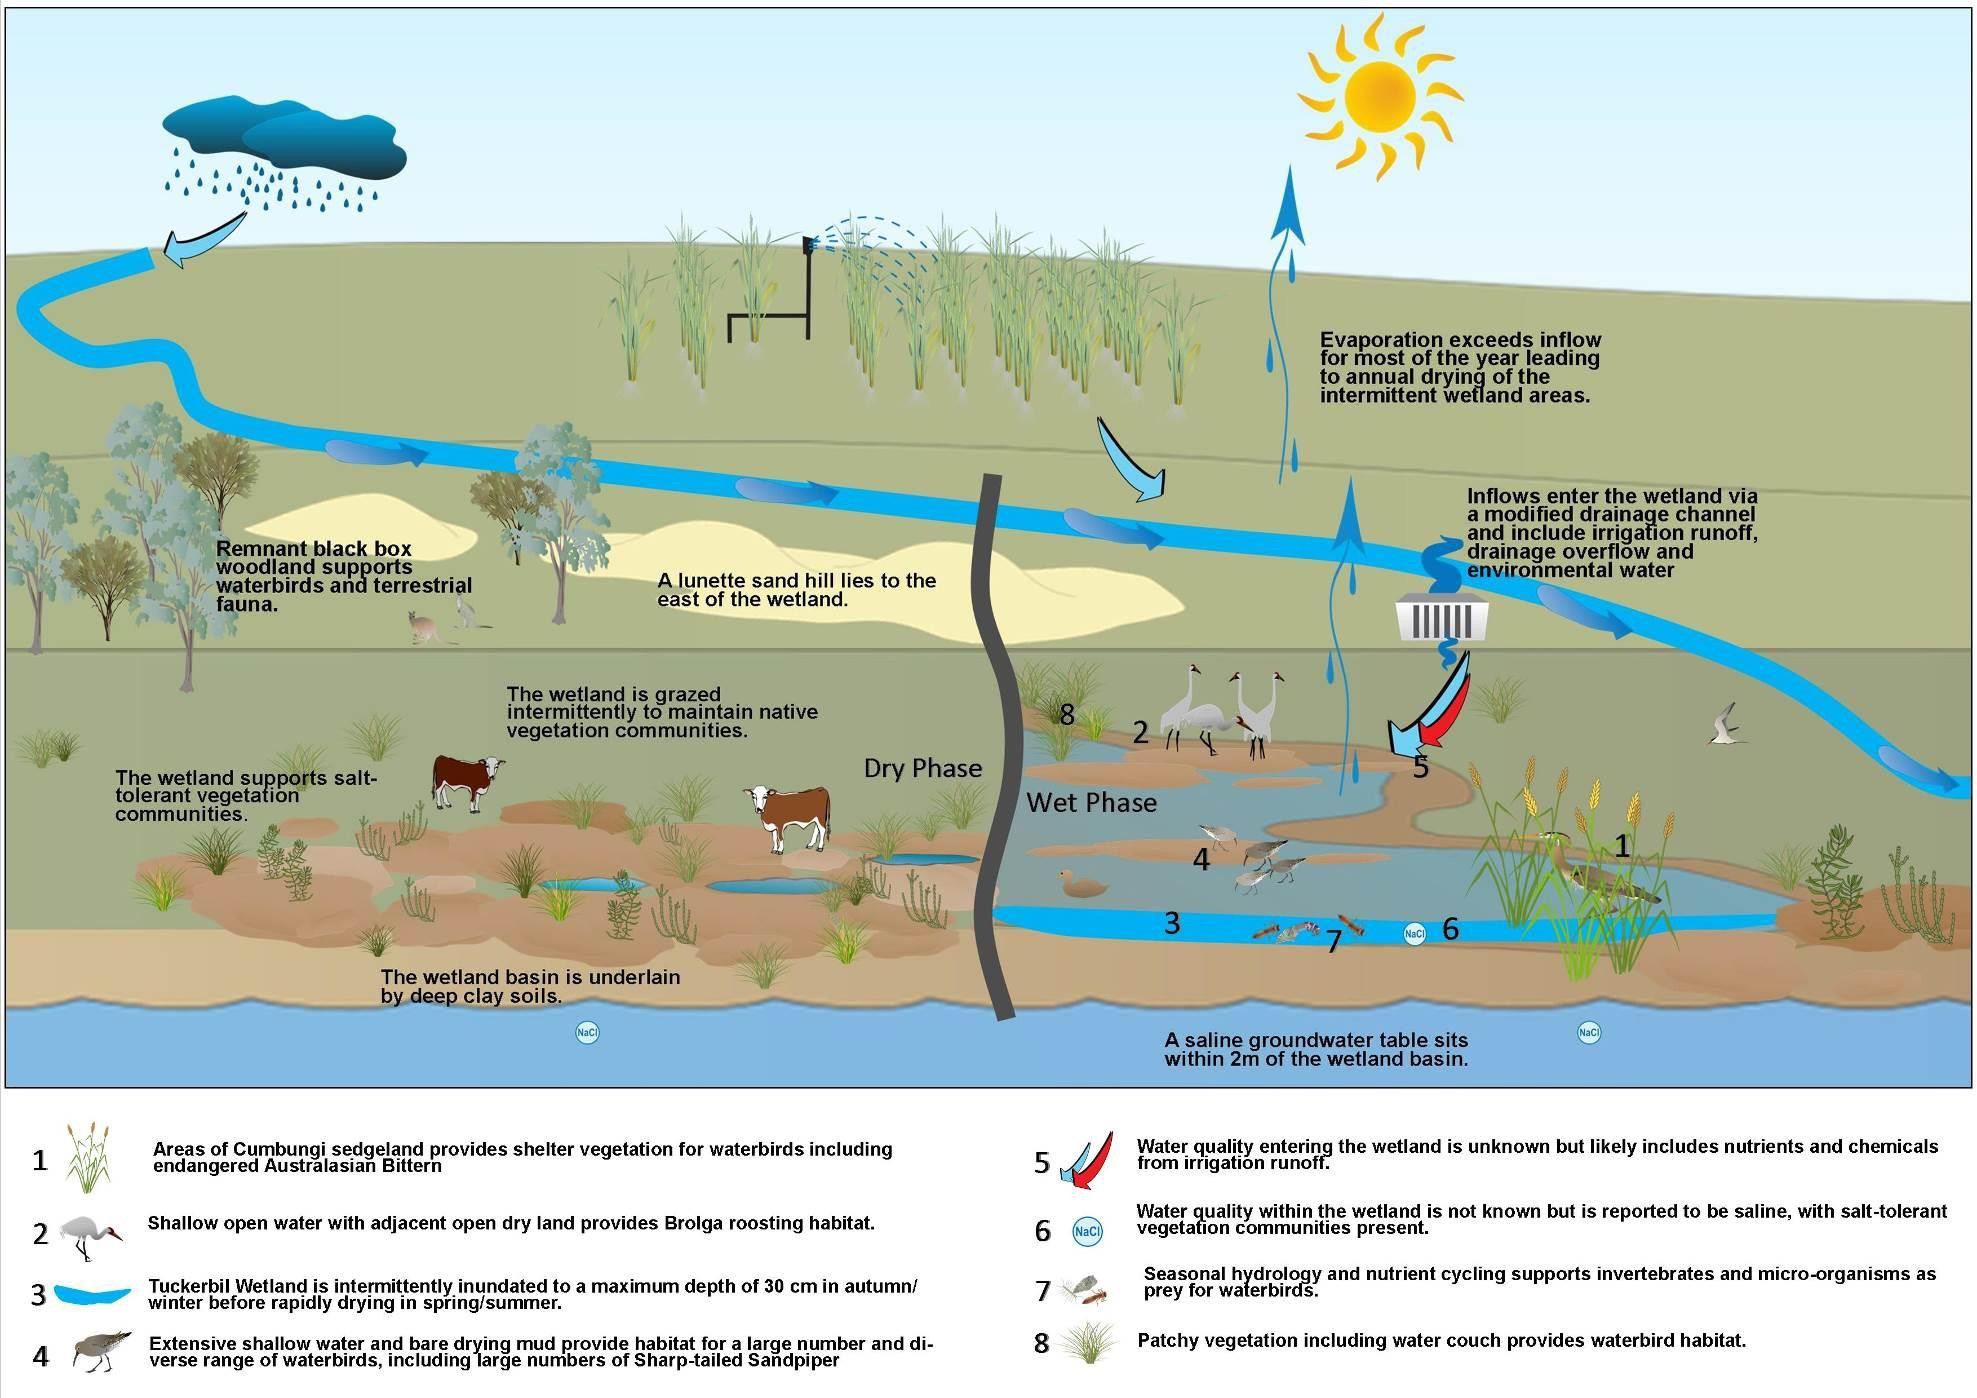 Evaporation exceeds inflow
for most of the year leading
to annual drying of the
intermittent wetland areas.
Inflows enter the wetland via
a modified drainage channel
and include irrigation runoff,
drainage overflow and
environmental water
Remnant black box
woodland supports
waterbirds and terrestrial
fauna.
A lunette sand hill lies to the
east of the wetland.
The wetland is grazed
intermittently to maintain native
vegetation communities.
The wetland supports salt-
tolerant vegetation
communities.
Dry Phase
Wet Phase
8
2
5
4
1
3
7
NaCl
6
The wetland basin is underlain
by deep clay soils.
NaCl
NaCl
A saline groundwater table sits
within 2m of the wetland basin.
1
Areas of Cumbungi sedgeland provides shelter vegetation for waterbirds including
endangered Australasian Bittern
2
Shallow open water with adjacent open dry land provides Brolga roosting habitat.
3
Tuckerbil Wetland is intermittently inundated to a maximum depth of 30 cm in autumn/
winter before rapidly drying in spring/summer.
4
Extensive shallow water and bare drying mud provide habitat for a large number and di-
verse range of waterbirds, including large numbers of Sharp-tailed Sandpiper
5
Water quality entering the wetland is unknown but likely includes nutrients and chemicals
from irrigation runoff.
6
NaCl
Water quality within the wetland is not known but is reported to be saline, with salt-tolerant
vegetation communities present.
7
Seasonal hydrology and nutrient cycling supports invertebrates and micro-organisms as
prey for waterbirds.
8
Patchy vegetation including water couch provides waterbird habitat.